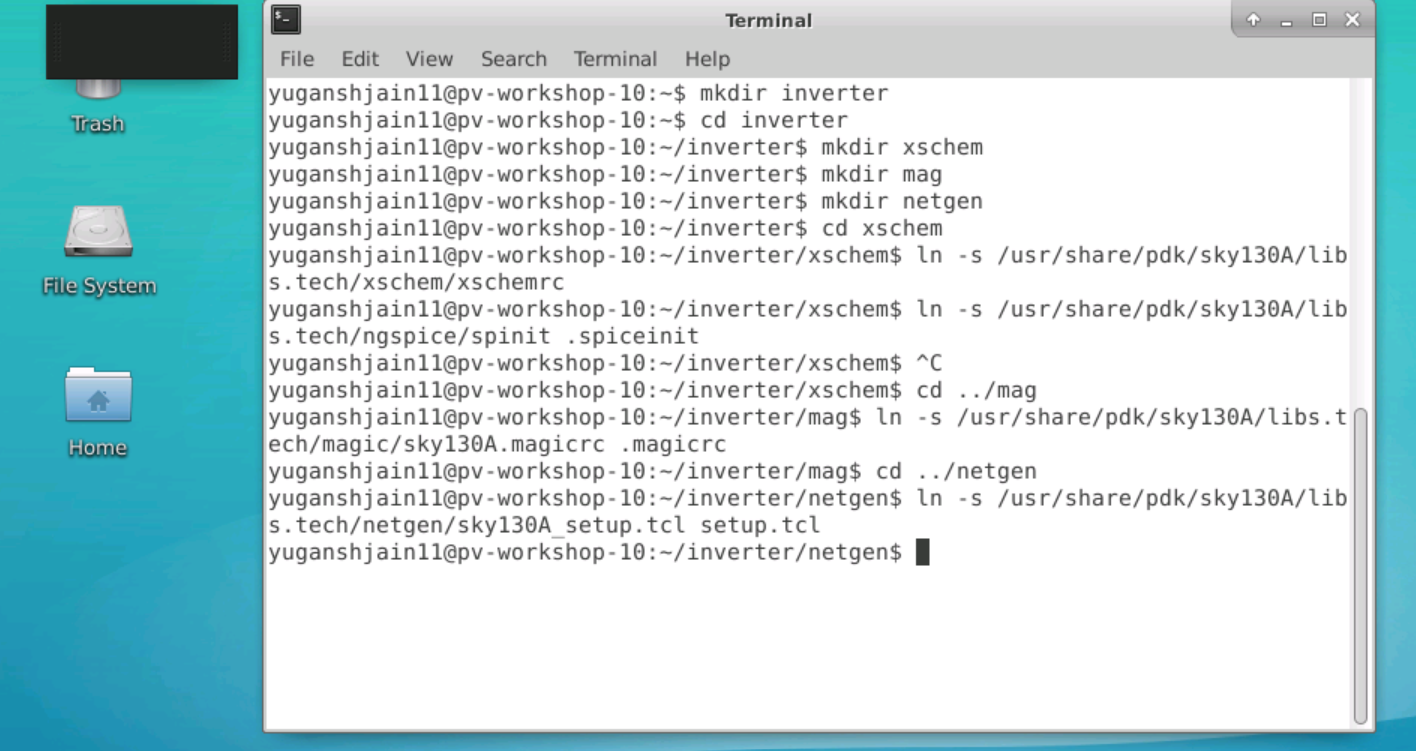 Terminal
File Edit View Search Terminal Help
yuganshjain11@pv-workshop-10:~$ mkdir inverter
yuganshjain11@pv-workshop-10:~$ cd inverter
yuganshjain11@pv-workshop-10:~/inverter$ mkdir xschem
yuganshjain11@pv-workshop-10:~/inverter$ mkdir mag
yuganshjain11@pv-workshop-10:~/inverter$ mkdir netgen
yuganshjain11@pv-workshop-10:~/inverter$ cd xschem
yuganshjain11@pv-workshop-10:~/inverter/xschem$ ln -s /usr/share/pdk/sky130A/lib
s.tech/xschem/xschemrc
yuganshjain11@pv-workshop-10:~/inverter/xschem$ ln -s /usr/share/pdk/sky130A/lib
s.tech/ngspice/spinit .spiceinit
yuganshjain11@pv-workshop-10:~/inverter/xschem$ ^C
yuganshjain11@pv-workshop-10:~/inverter/xschem$ cd ../mag
yuganshjain11@pv-workshop-10:~/inverter/mag$ ln -s /usr/share/pdk/sky130A/libs.t
ech/magic/sky130A.magicrc .magicrc
yuganshjain11@pv-workshop-10:~/inverter/mag$ cd ../netgen
yuganshjain11@pv-workshop-10:~/inverter/netgen$ ln -s /usr/share/pdk/sky130A/lib
s.tech/netgen/sky130A_setup.tcl setup.tcl
yuganshjain11@pv-workshop-10:~/inverter/netgen$
Trash
File System
Home